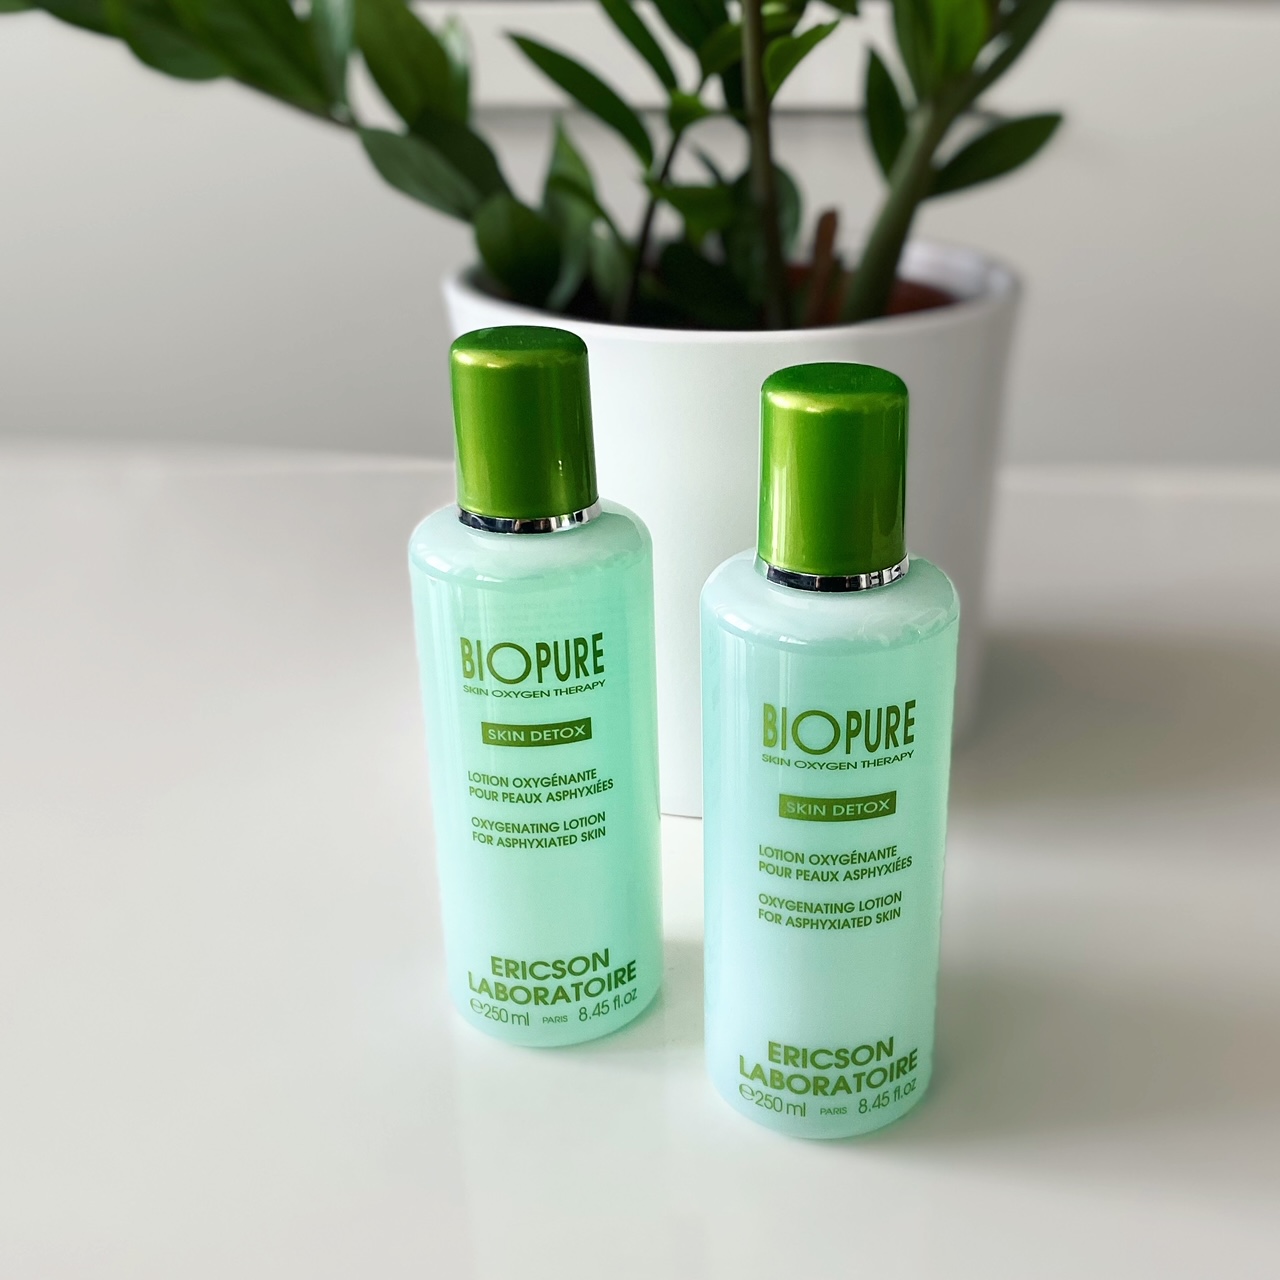 BIOPURE
SKIN OXYGEN THERAPY
SKIN DETOX
LOTION OXYGÉNANTE
POUR PEAUX ASPHYXIÉES
OXYGENATING LOTION
FOR ASPHYXIATED SKIN
ERICSON
LABORATOIRE
℮250 ml PARIS 8.45 fl.oz
BIOPURE
SKIN OXYGEN THERAPY
SKIN DETOX
LOTION OXYGÉNANTE
POUR PEAUX ASPHYXIÉES
OXYGENATING LOTION
FOR ASPHYXIATED SKIN
ERICSON
LABORATOIRE
℮250 ml PARIS 8.45 fl.oz